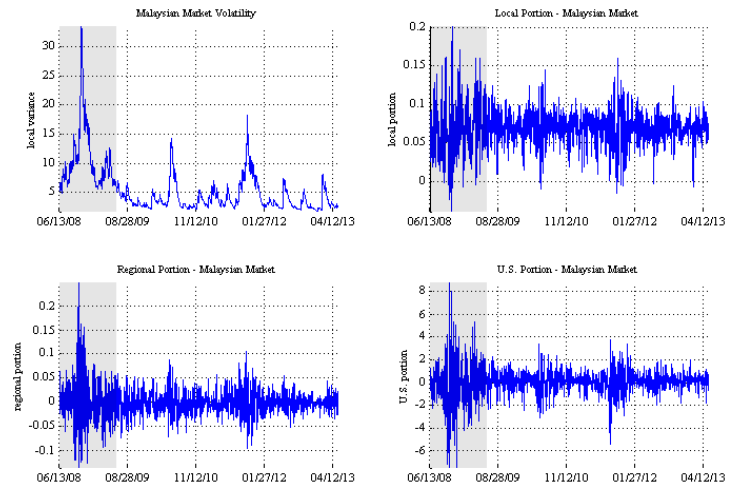 Malaysian Market Volatility
local variance
30
25
20
15
10
5
06/13/08 08/28/09 11/12/10 01/27/12 04/12/13
Local Portion - Malaysian Market
local portion
0.2
0.15
0.1
0.05
0
06/13/08 08/28/09 11/12/10 01/27/12 04/12/13
Regional Portion - Malaysian Market
regional portion
0.2
0.15
0.1
0.05
0
-0.05
-0.1
06/13/08 08/28/09 11/12/10 01/27/12 04/12/13
U.S. Portion - Malaysian Market
U.S. portion
8
6
4
2
0
-2
-4
-6
06/13/08 08/28/09 11/12/10 01/27/12 04/12/13